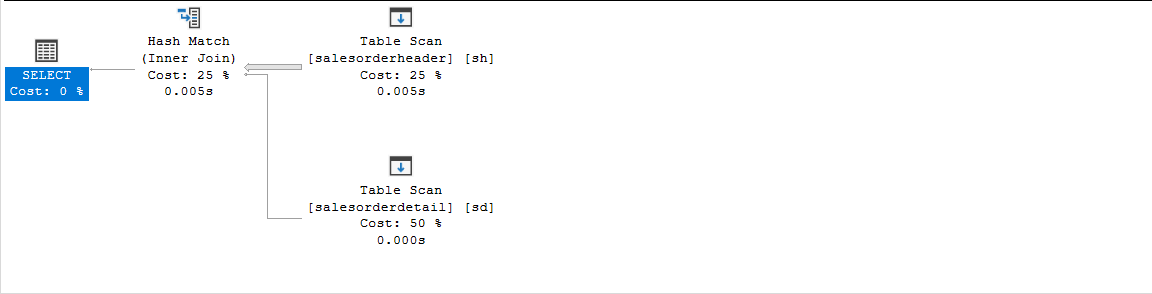 Hash Match
(Inner Join)
Cost: 25 %
0.005s
Table Scan
[salesorderheader] [sh]
Cost: 25 %
0.005s
SELECT
Cost: 0 %
Table Scan
[salesorderdetail] [sd]
Cost: 50 %
0.000s